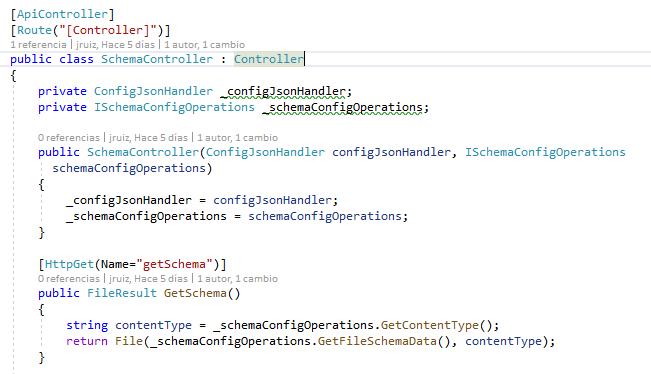 [ApiController]
[Route("[Controller]")]
1 referencia | jruiz, Hace 5 días | 1 autor, 1 cambio
public class SchemaController : Controller
{
private ConfigJsonHandler _configJsonHandler;
private ISchemaConfigOperations _schemaConfigOperations;
0 referencias | jruiz, Hace 5 días | 1 autor, 1 cambio
public SchemaController(ConfigJsonHandler configJsonHandler, ISchemaConfigOperations
schemaConfigOperations)
{
_configJsonHandler = configJsonHandler;
_schemaConfigOperations = schemaConfigOperations;
}
[HttpGet(Name="getSchema")]
0 referencias | jruiz, Hace 5 días | 1 autor, 1 cambio
public FileResult GetSchema()
{
string contentType = _schemaConfigOperations.GetContentType();
return File(_schemaConfigOperations.GetFileSchemaData(), contentType);
}